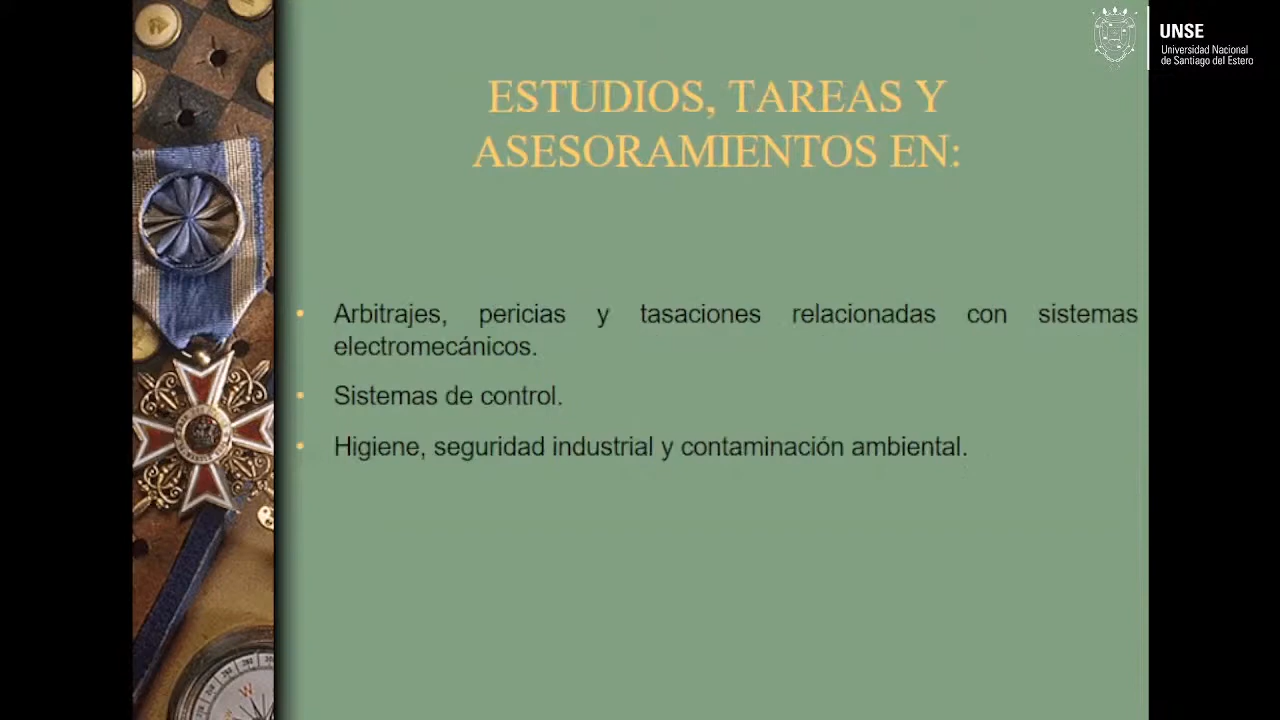 UNSE
Universidad Nacional
de Santiago del Estero
ESTUDIOS, TAREAS Y
ASESORAMIENTOS EN:
• Arbitrajes, pericias y tasaciones relacionadas con sistemas
electromecánicos.
• Sistemas de control.
• Higiene, seguridad industrial y contaminación ambiental.